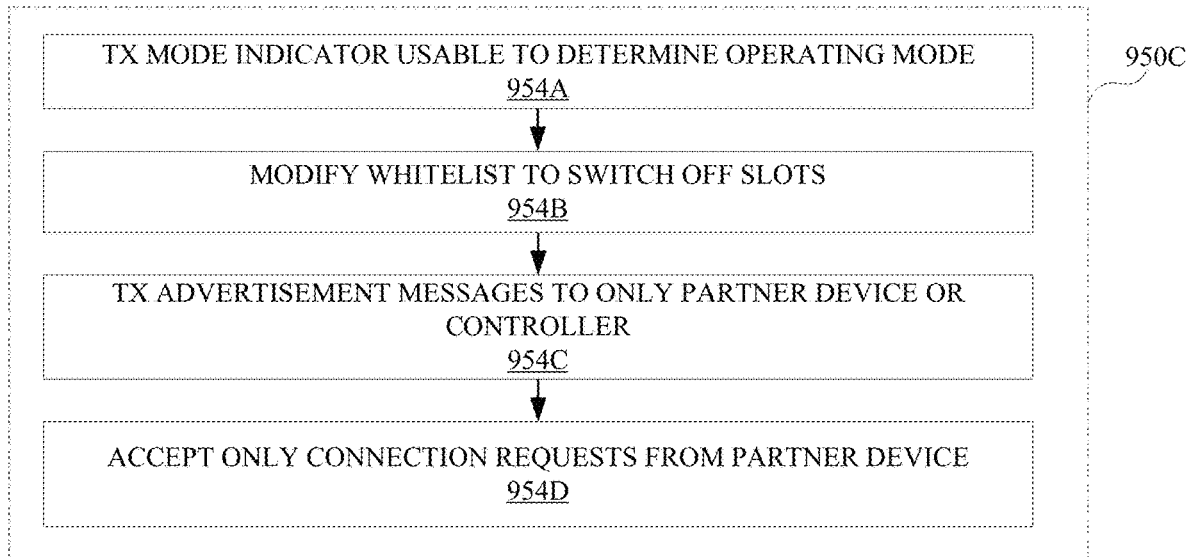 TX MODE INDICATOR USABLE TO DETERMINE OPERATING MODE
954A
950C
MODIFY WHITELIST TO SWITCH OFF SLOTS
954B
TX ADVERTISEMENT MESSAGES TO ONLY PARTNER DEVICE OR
CONTROLLER
954C
ACCEPT ONLY CONNECTION REQUESTS FROM PARTNER DEVICE
954D